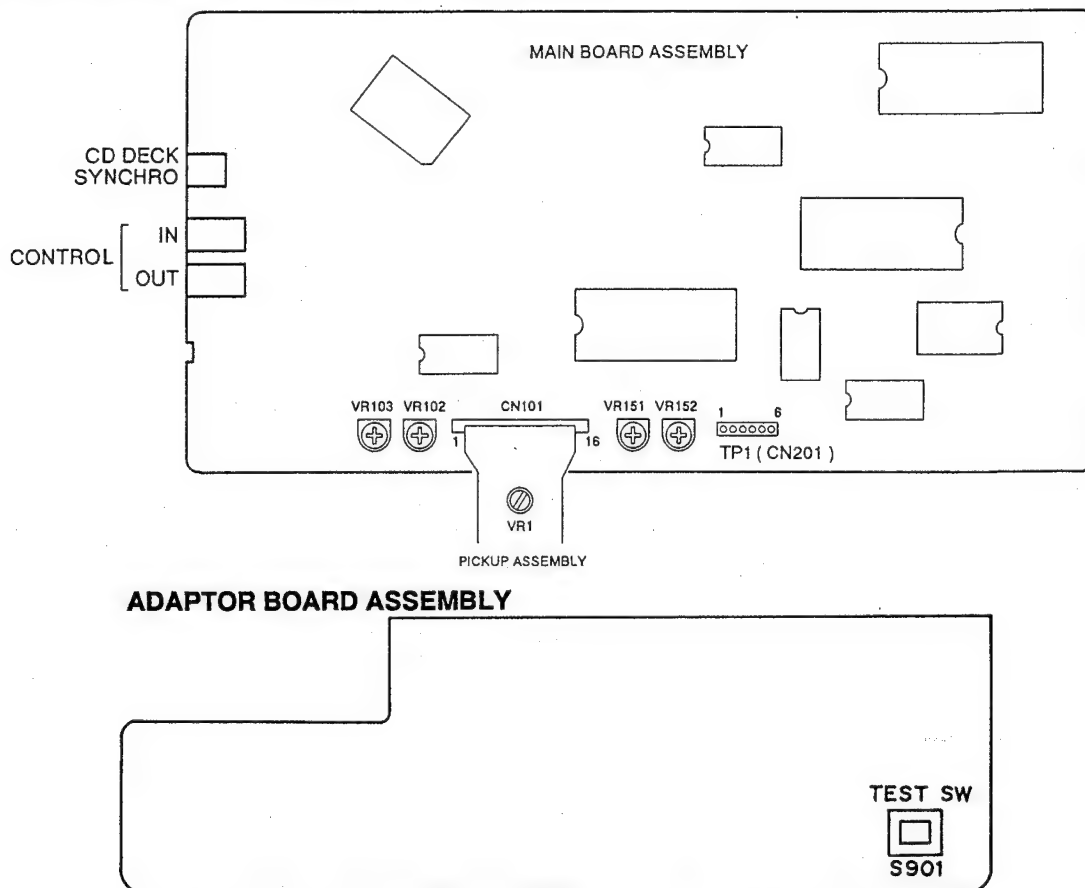 MAIN BOARD ASSEMBLY
CD DECK
SYNCHRO
CONTROL
IN
OUT
VR103
VR102
CN101
VR151
VR152
1
6
1
16
TP1 ( CN201 )
VR1
PICKUP ASSEMBLY
ADAPTOR BOARD ASSEMBLY
TEST SW
S901